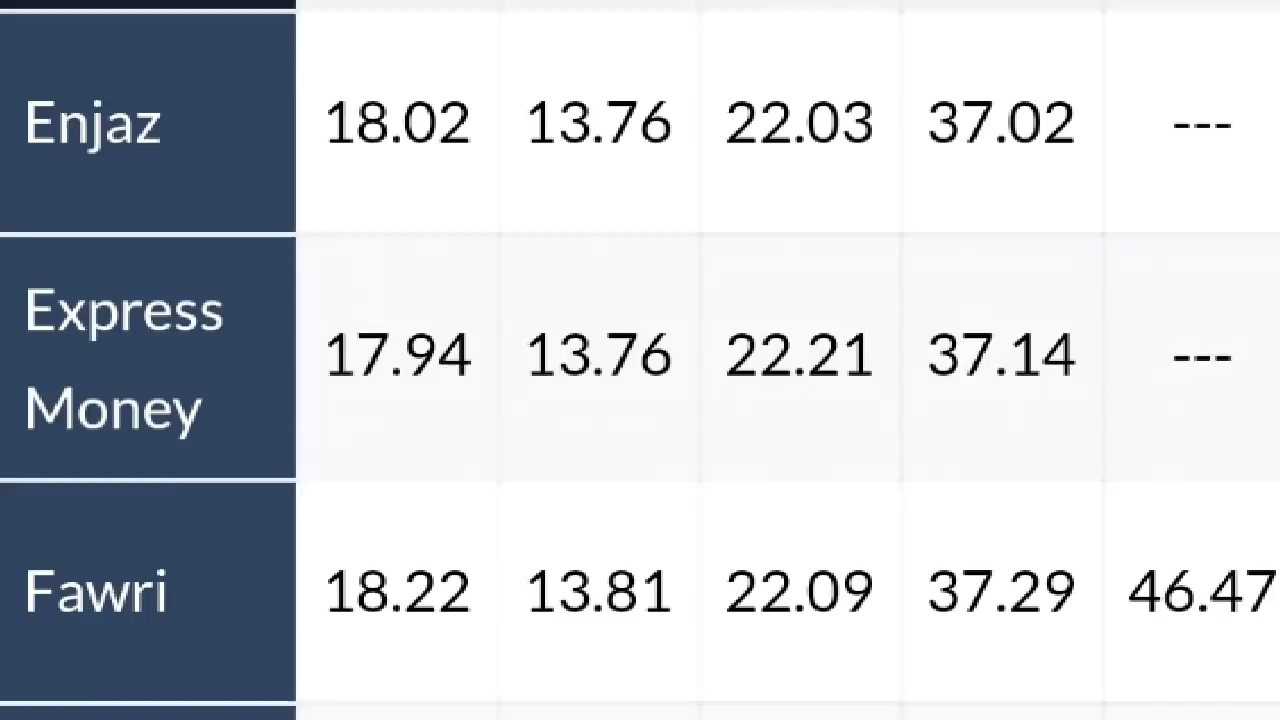 Enjaz 18.02 13.76 22.03 37.02 ---
Express
Money 17.94 13.76 22.21 37.14 ---
Fawri 18.22 13.81 22.09 37.29 46.47